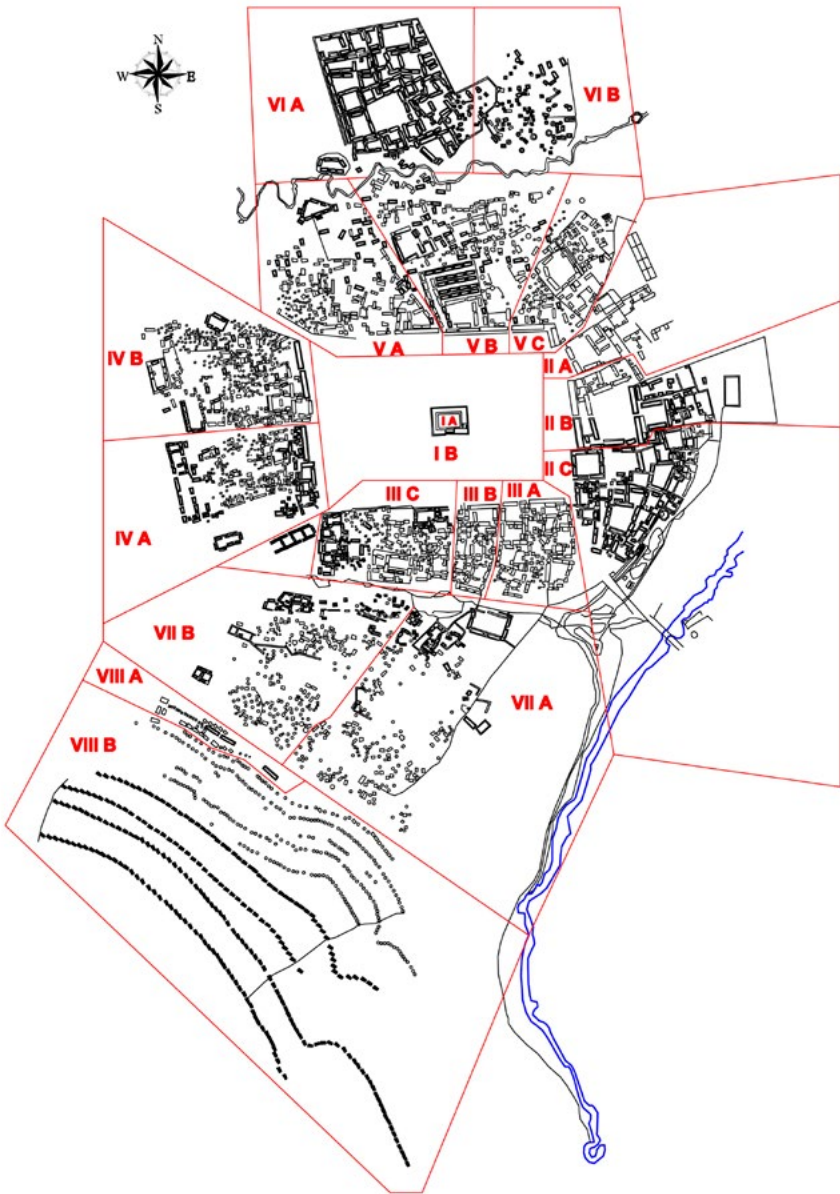 N
W E
S
VI A
VI B
V A
V B
V C
IV B
II A
I A
II B
I B
II C
III C
III B
III A
IV A
VII B
VIII A
VII A
VIII B